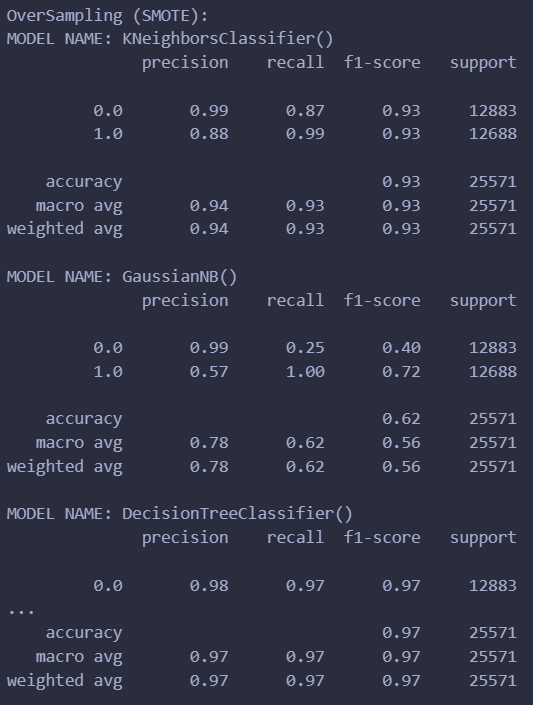 OverSampling (SMOTE):
MODEL NAME: KNeighborsClassifier()
precision recall f1-score support
0.0 0.99 0.87 0.93 12883
1.0 0.88 0.99 0.93 12688
accuracy 0.93 25571
macro avg 0.94 0.93 0.93 25571
weighted avg 0.94 0.93 0.93 25571
MODEL NAME: GaussianNB()
precision recall f1-score support
0.0 0.99 0.25 0.40 12883
1.0 0.57 1.00 0.72 12688
accuracy 0.62 25571
macro avg 0.78 0.62 0.56 25571
weighted avg 0.78 0.62 0.56 25571
MODEL NAME: DecisionTreeClassifier()
precision recall f1-score support
0.0 0.98 0.97 0.97 12883
...
accuracy 0.97 25571
macro avg 0.97 0.97 0.97 25571
weighted avg 0.97 0.97 0.97 25571